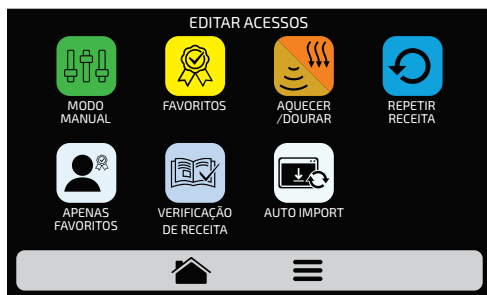 EDITAR ACESSOS
MODO
MANUAL
FAVORITOS
AQUECER
/DOURAR
REPETIR
RECEITA
APENAS
FAVORITOS
VERIFICAÇÃO
DE RECEITA
AUTO IMPORT